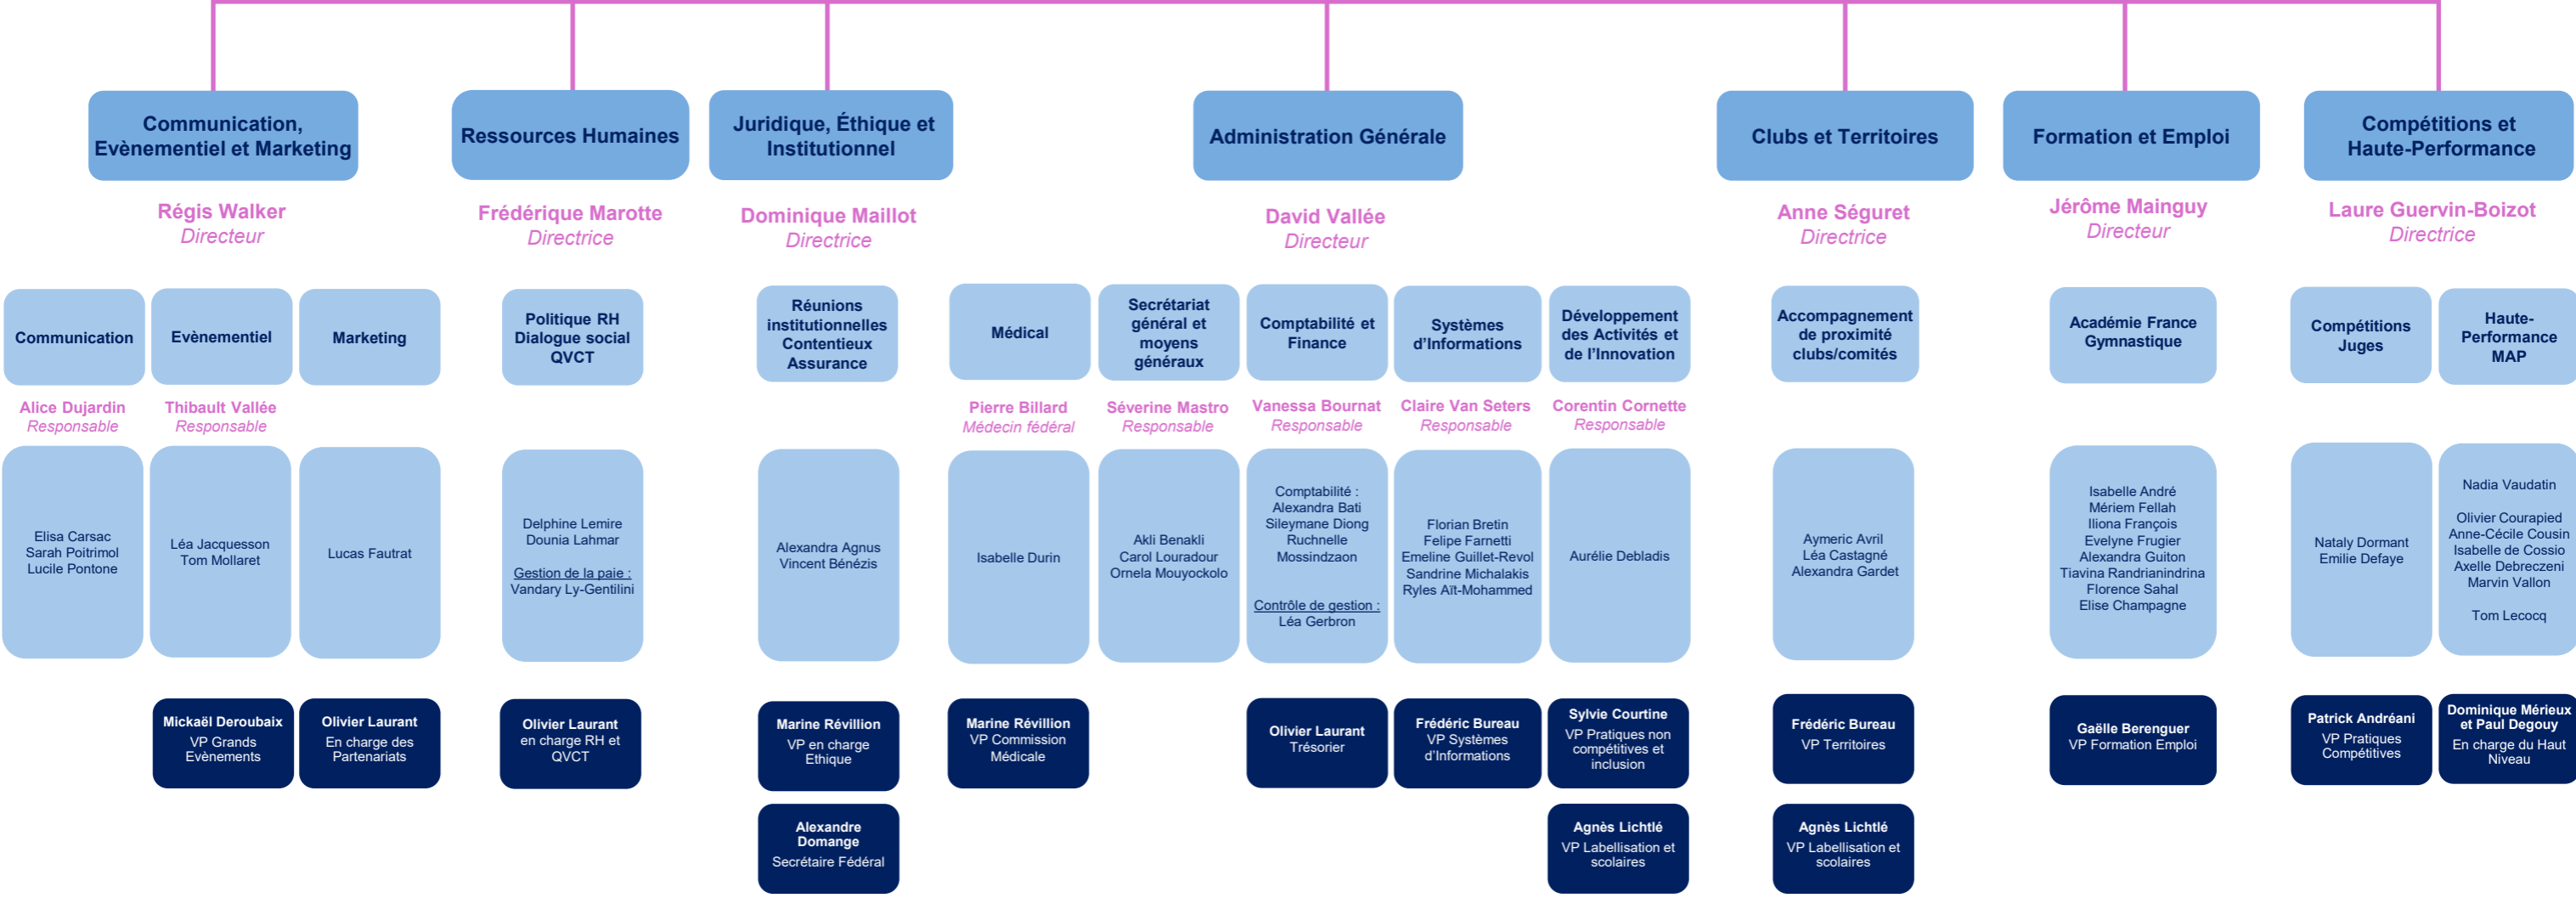 Communication,
Evènementiel et Marketing
Régis Walker
Directeur
Ressources Humaines
Frédérique Marotte
Directrice
Juridique, Éthique et
Institutionnel
Dominique Maillot
Directrice
Administration Générale
David Vallée
Directeur
Clubs et Territoires
Anne Séguret
Directrice
Formation et Emploi
Jérôme Mainguy
Directeur
Compétitions et
Haute-Performance
Laure Guervin-Boizot
Directrice
Communication
Alice Dujardin
Responsable
Elisa Carsac
Sarah Poitrimol
Lucile Pontone
Evènementiel
Thibault Vallée
Responsable
Léa Jacquesson
Tom Mollaret
Mickaël Deroubaix
VP Grands
Evènements
Marketing
Lucas Fautrat
Olivier Laurant
En charge des
Partenariats
Politique RH
Dialogue social
QVCT
Delphine Lemire
Dounia Lahmar
Gestion de la paie :
Vandary Ly-Gentilini
Olivier Laurant
en charge RH et
QVCT
Réunions
institutionnelles
Contentieux
Assurance
Alexandra Agnus
Vincent Bénézis
Marine Révillion
VP en charge
Ethique
Alexandre
Domange
Secrétaire Fédéral
Médical
Pierre Billard
Médecin fédéral
Isabelle Durin
Marine Révillion
VP Commission
Médicale
Secrétariat
général et
moyens
généraux
Séverine Mastro
Responsable
Akli Benakli
Carol Louradour
Ornela Mouyockolo
Comptabilité et
Finance
Vanessa Bournat
Responsable
Comptabilité :
Alexandra Bati
Sileymane Diong
Ruchnelle
Mossindzaon
Contrôle de gestion :
Léa Gerbron
Olivier Laurant
Trésorier
Systèmes
d'Informations
Claire Van Seters
Responsable
Florian Bretin
Felipe Farnetti
Emeline Guillet-Revol
Sandrine Michalakis
Ryles Aït-Mohammed
Frédéric Bureau
VP Systèmes
d'Informations
Développement
des Activités et
de l'Innovation
Corentin Cornette
Responsable
Aurélie Debladis
Sylvie Courtine
VP Pratiques non
compétitives et
inclusion
Agnès Lichtlé
VP Labellisation et
scolaires
Accompagnement
de proximité
clubs/comités
Aymeric Avril
Léa Castagné
Alexandra Gardet
Frédéric Bureau
VP Territoires
Agnès Lichtlé
VP Labellisation et
scolaires
Académie France
Gymnastique
Isabelle André
Mériem Fellah
Iliona François
Evelyne Frugier
Alexandra Guiton
Tiavina Randrianindrina
Florence Sahal
Elise Champagne
Gaëlle Berenguer
VP Formation Emploi
Compétitions
Juges
Nataly Dormant
Emilie Defaye
Patrick Andréani
VP Pratiques
Compétitives
Haute-
Performance
MAP
Nadia Vaudatin
Olivier Courapied
Anne-Cécile Cousin
Isabelle de Cossio
Axelle Debreczeni
Marvin Vallon
Tom Lecocq
Dominique Mérieux
et Paul Degouy
En charge du Haut
Niveau